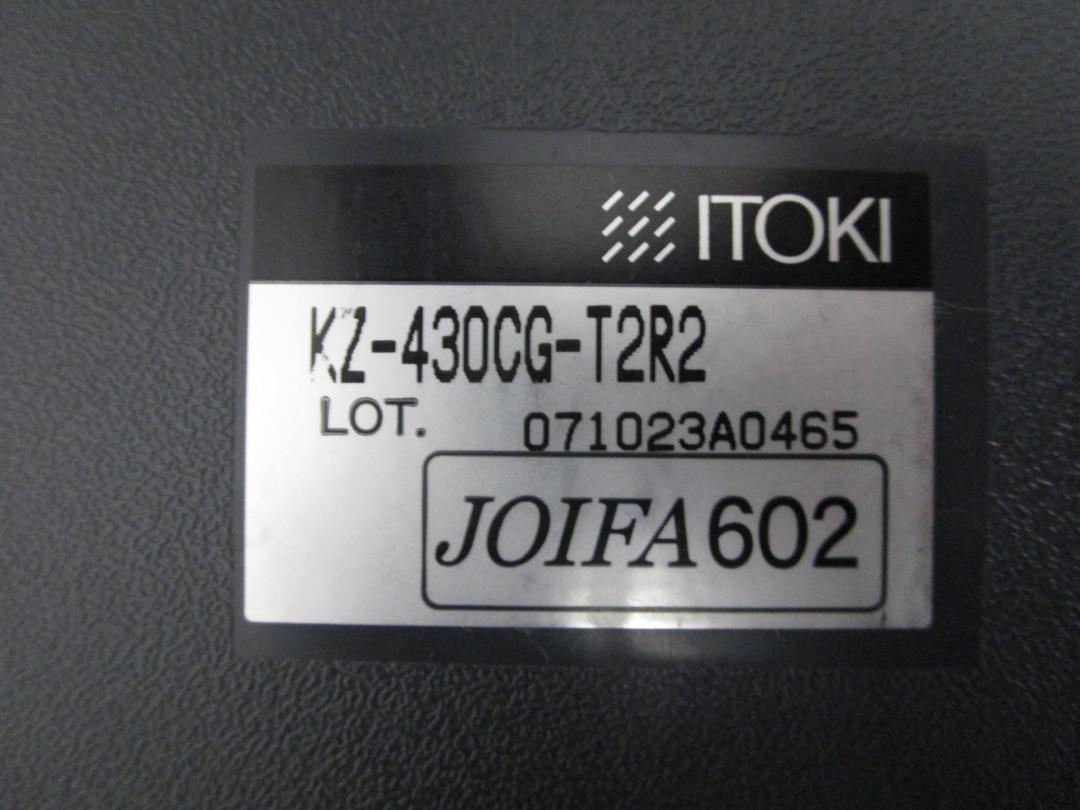 ITOKI
KZ-430CG-T2R2
LOT. 071023A0465
JOIFA602